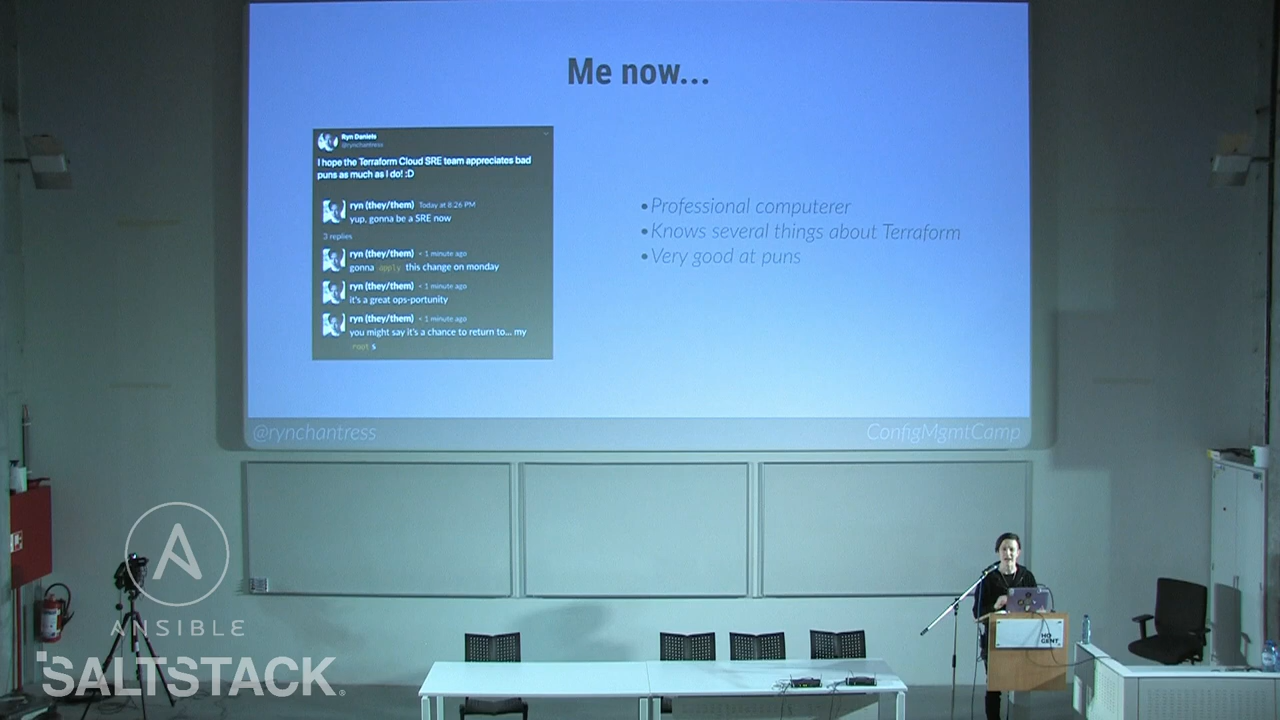 Me now...
Ryn Daniels
@rynchantress
I hope the Terraform Cloud SRE team appreciates bad
puns as much as I do! :D
ryn (they/them) Today at 8:26 PM
yup, gonna be a SRE now
3 replies
ryn (they/them) < 1 minute ago
gonna apply this change on monday
ryn (they/them) < 1 minute ago
it's a great ops-portunity
ryn (they/them) < 1 minute ago
you might say it's a chance to return to... my
root s
•Professional computerer
•Knows several things about Terraform
•Very good at puns
@rynchantress
ConfigMgmtCamp
HO
GENT
ANSIBLE
SALTSTACK